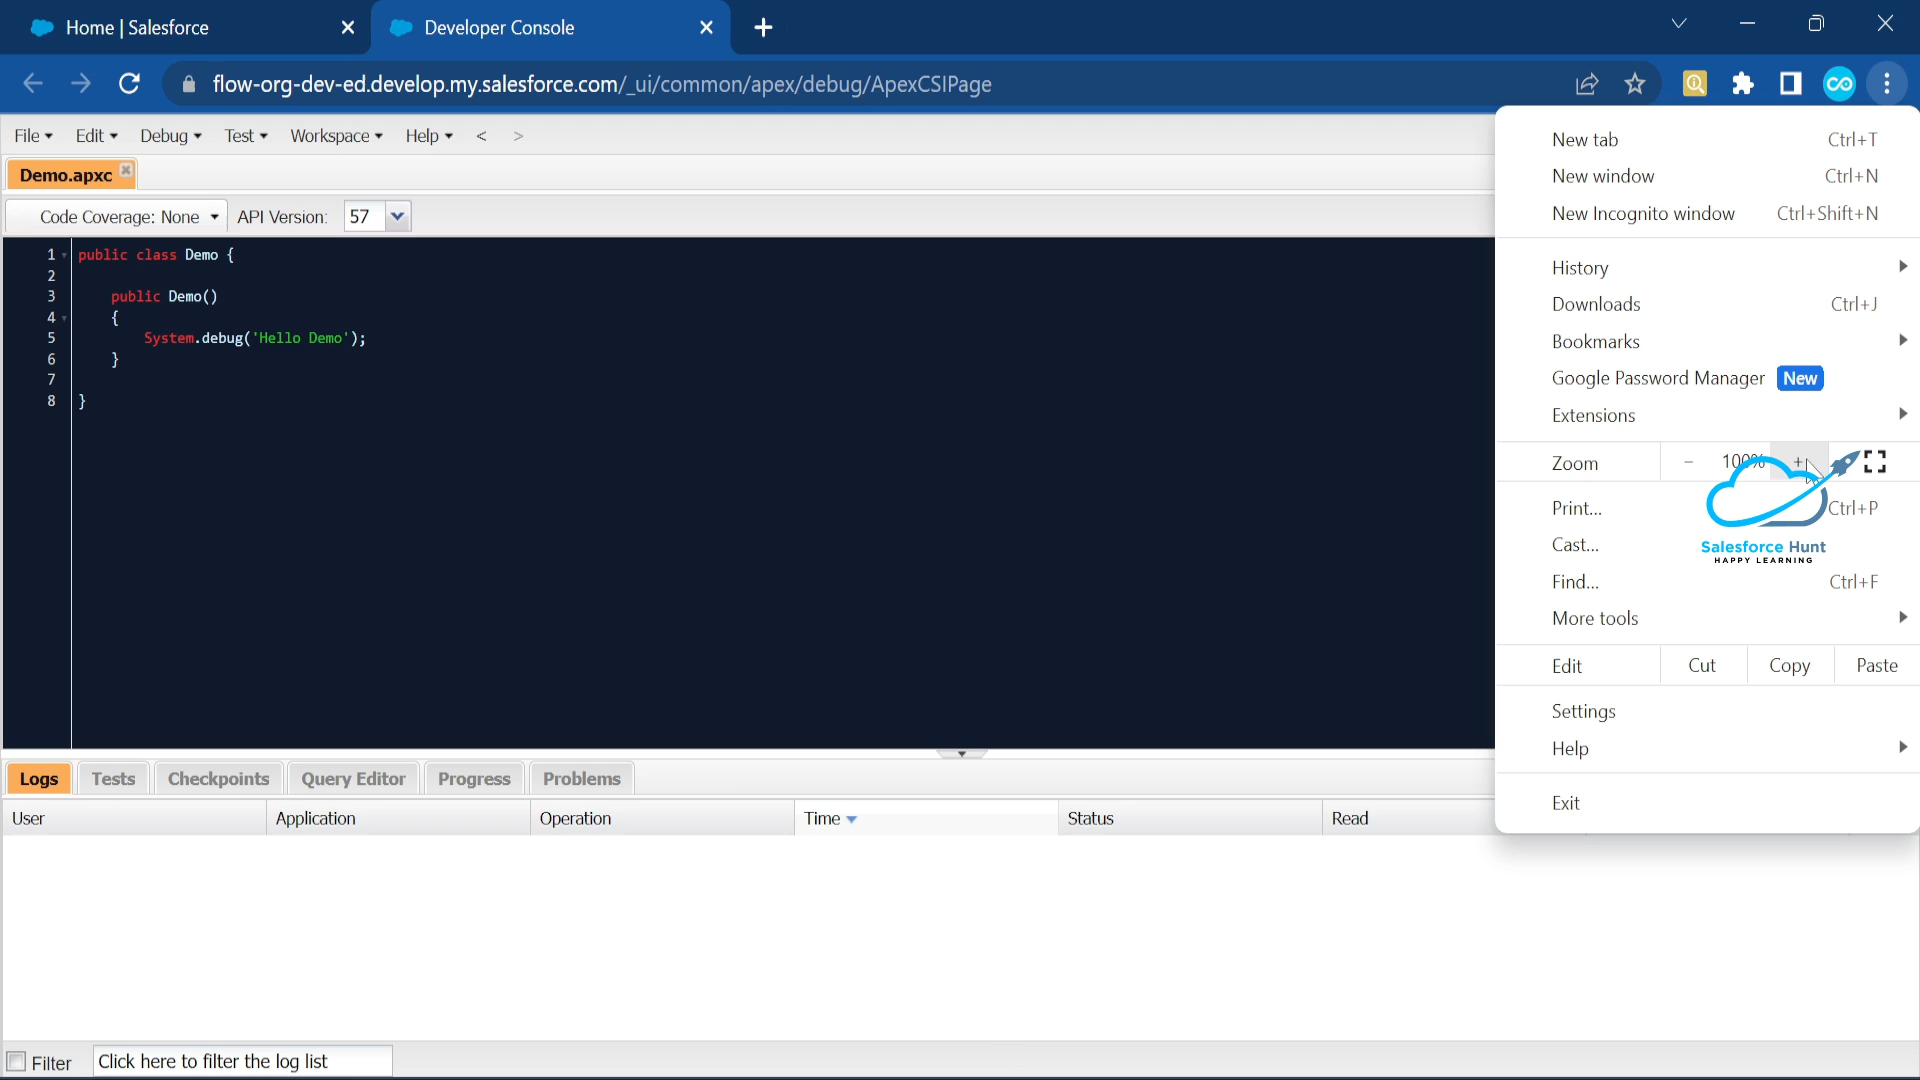 Home | Salesforce
Developer Console
flow-org-dev-ed.develop.my.salesforce.com/_ui/common/apex/debug/ApexCSIPage
File Edit Debug Test Workspace Help < >
Demo.apxc
Code Coverage: None API Version: 57
1 public class Demo {
2
3 public Demo()
4 {
5 System.debug('Hello Demo');
6 }
7
8 }
Logs Tests Checkpoints Query Editor Progress Problems
User Application Operation Time Status Read
Filter Click here to filter the log list
New tab Ctrl+T
New window Ctrl+N
New Incognito window Ctrl+Shift+N
History
Downloads Ctrl+J
Bookmarks
Google Password Manager New
Extensions
Zoom - 100% +
Print... Ctrl+P
Cast...
Salesforce Hunt
HAPPY LEARNING
Find... Ctrl+F
More tools
Edit Cut Copy Paste
Settings
Help
Exit